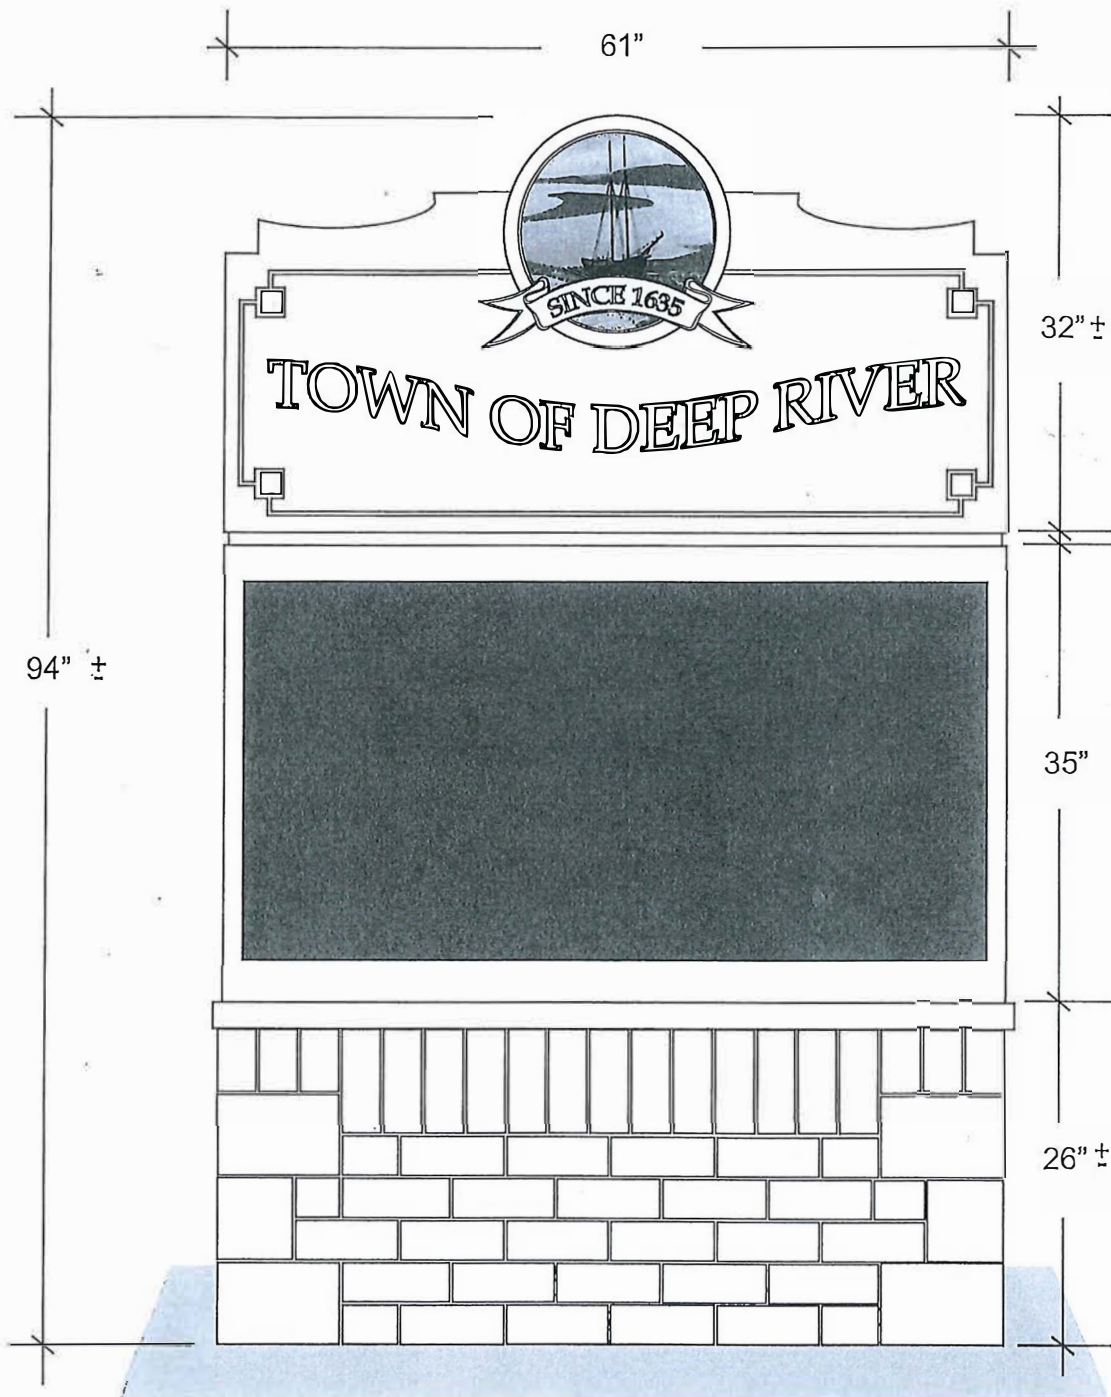 61”
SINCE 1635
32” ±
TOWN OF DEEP RIVER
94” ±
35”
26” ±